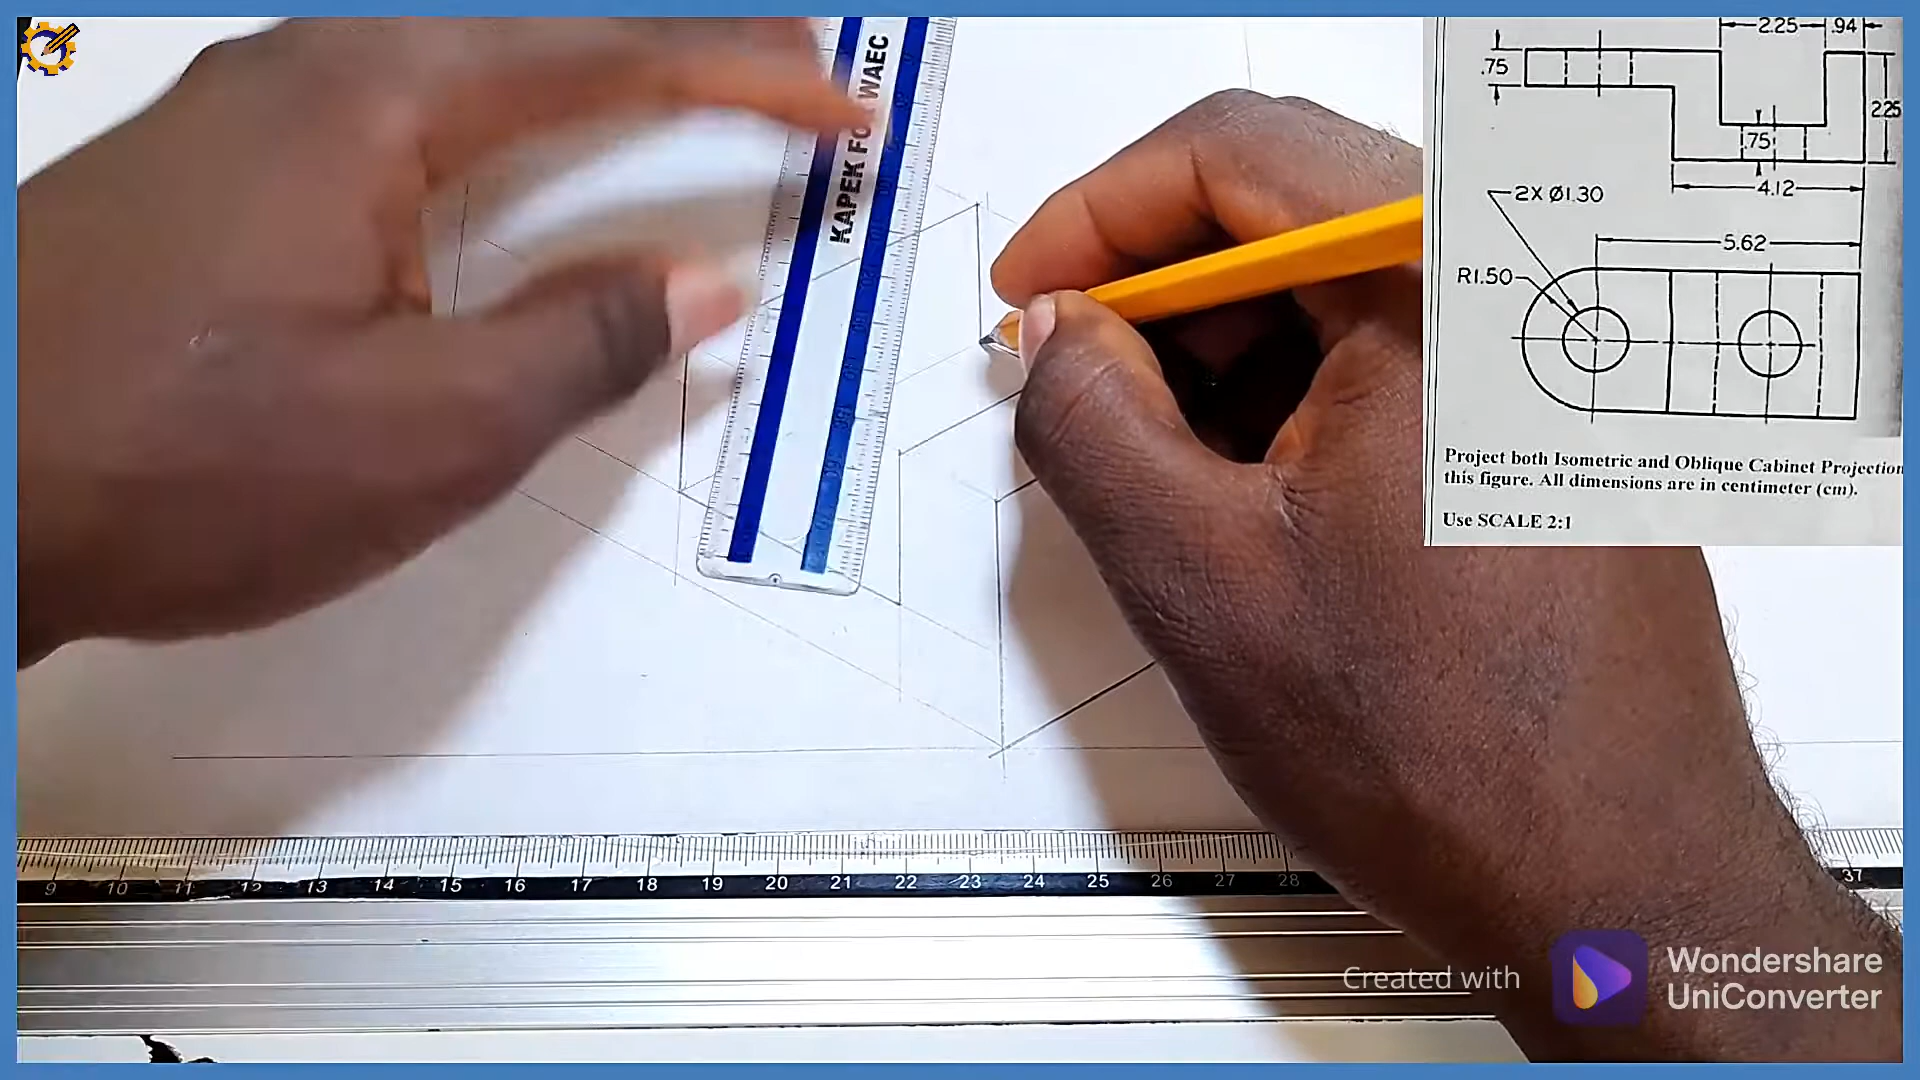 KAPEK FOR WAEC
2.25 .94
.75
2.25
.75
4.12
2X Ø1.30
5.62
R1.50
Project both Isometric and Oblique Cabinet Projection
this figure. All dimensions are in centimeter (cm).
Use SCALE 2:1
9 10 11 12 13 14 15 16 17 18 19 20 21 22 23 24 25 26 27 28 37
Created with Wondershare UniConverter